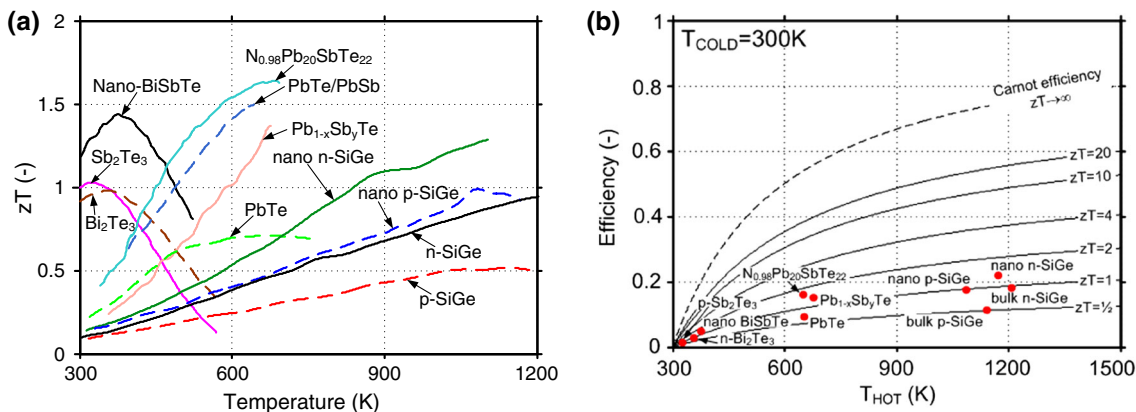 (a)
zT (-)
2
1.5
1
0.5
0
300
600
900
1200
Temperature (K)
N₀.₉₈Pb₂₀SbTe₂₂
Nano-BiSbTe
PbTe/PbSb
Pb₁₋ₓSbᵧTe
Sb₂Te₃
nano n-SiGe
nano p-SiGe
Bi₂Te₃
PbTe
n-SiGe
p-SiGe
(b)
Efficiency (-)
1
0.8
0.6
0.4
0.2
0
300
600
900
1200
1500
T_HOT (K)
T_COLD=300K
Carnot efficiency
zT→∞
zT=20
zT=10
zT=4
zT=2
zT=1
zT=½
N₀.₉₈Pb₂₀SbTe₂₂
nano p-SiGe
nano n-SiGe
p-Sb₂Te₃
Pb₁₋ₓSbᵧTe
bulk n-SiGe
nano BiSbTe
PbTe
bulk p-SiGe
n-Bi₂Te₃